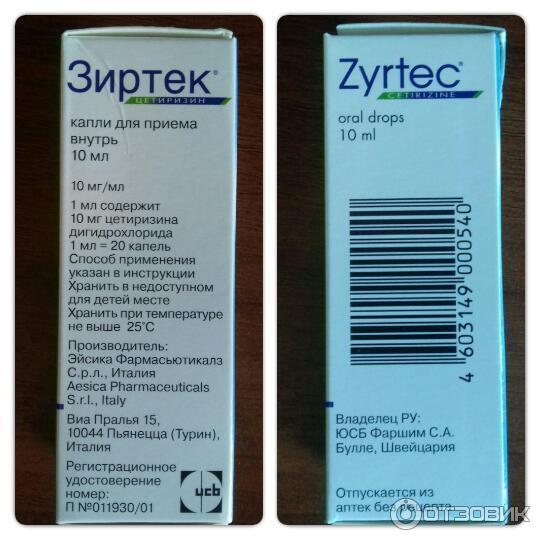 Зиртек®
ЦЕТИРИЗИН
капли для приема
внутрь
10 мл
10 мг/мл
1 мл содержит
10 мг цетиризина
дигидрохлорида
1 мл = 20 капель
Способ применения
указан в инструкции
Хранить в недоступном
для детей месте
Хранить при температуре
не выше 25°C
Производитель:
Эйсика Фармасьютикалз
С.р.л., Италия
Aesica Pharmaceuticals
S.r.l., Italy
Виа Пралья 15,
10044 Пьянецца (Турин),
Италия
Регистрационное
удостоверение
номер:
П №011930/01
ucb
Zyrtec®
CETIRIZINE
oral drops
10 ml
4 603149 000540
Владелец РУ:
ЮСБ Фаршим С.А.
Булле, Швейцария
Отпускается из
аптек без рецепта
ОТЗОВИК